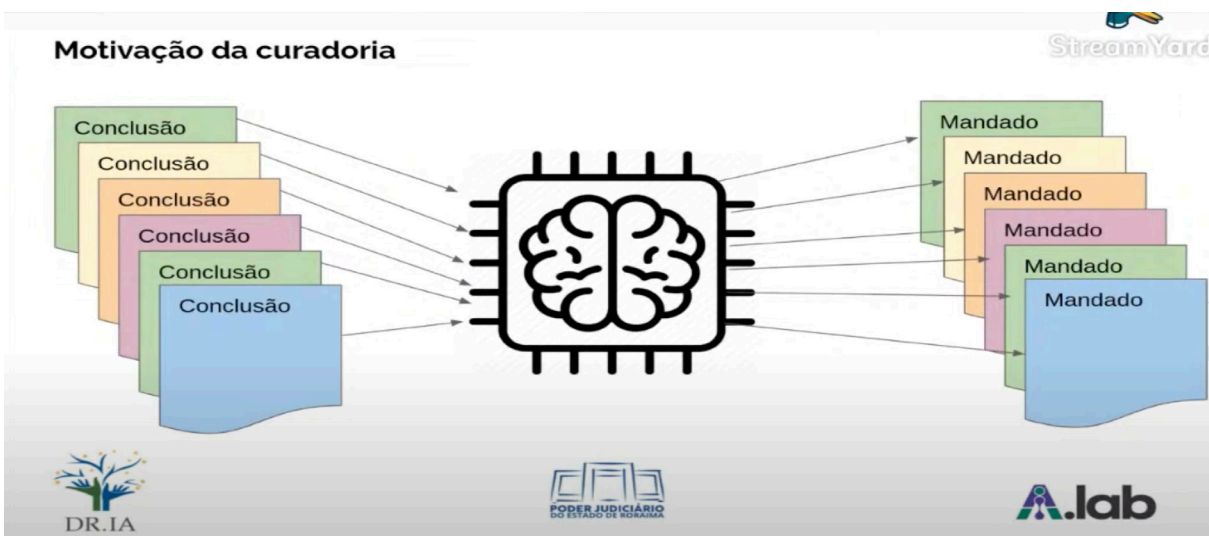 StreamYard
Motivação da curadoria
Conclusão
Conclusão
Conclusão
Conclusão
Conclusão
Conclusão
Mandado
Mandado
Mandado
Mandado
Mandado
Mandado
DR.IA
PODER JUDICIÁRIO
DO ESTADO DE RORAIMA
A.lab